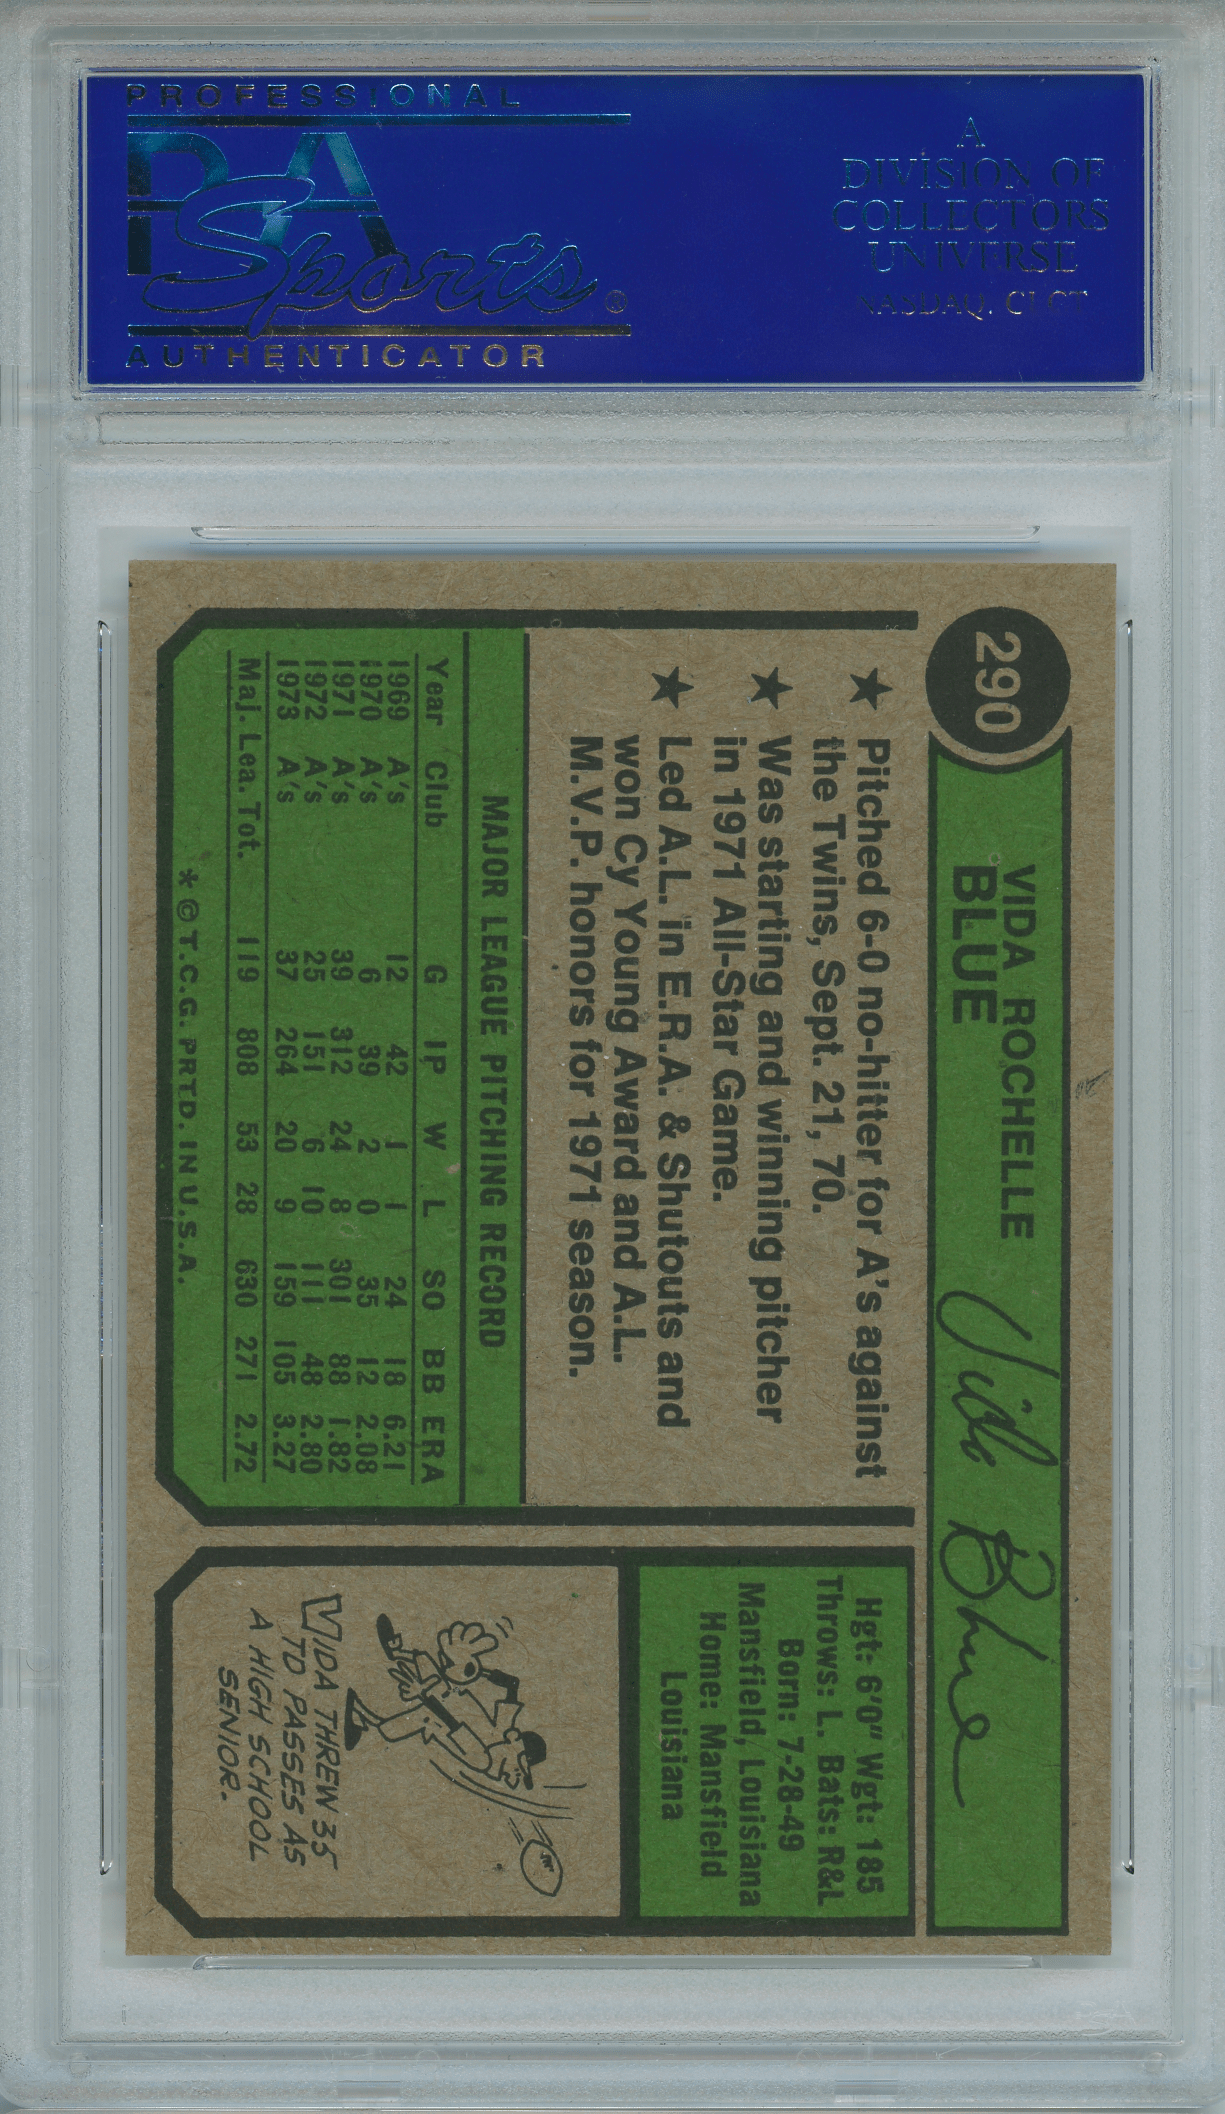 PROFESSIONAL
PSA
Sports ®
AUTHENTICATOR
A
DIVISION OF
COLLECTORS
UNIVERSE
NASDAQ. CLCT
290
VIDA ROCHELLE
BLUE
Vida Blue
★ Pitched 6-0 no-hitter for A's against
the Twins, Sept. 21, 70.
★ Was starting and winning pitcher
in 1971 All-Star Game.
★ Led A.L. in E.R.A. & Shutouts and
won Cy Young Award and A.L.
M.V.P. honors for 1971 season.
MAJOR LEAGUE PITCHING RECORD
Year Club G IP W L SO BB ERA
1969 A's 12 42 1 1 24 18 6.21
1970 A's 6 39 2 0 35 12 2.08
1971 A's 39 312 24 8 301 88 1.82
1972 A's 25 151 6 10 111 48 2.80
1973 A's 37 264 20 9 159 105 3.27
Maj. Lea. Tot. 119 808 53 28 630 271 2.72
* © T.C.G. PRTD. IN U.S.A.
Hgt: 6'0" Wgt: 185
Throws: L. Bats: R&L
Born: 7-28-49
Mansfield, Louisiana
Home: Mansfield
Louisiana
VIDA THREW 35
TD PASSES AS
A HIGH SCHOOL
SENIOR.